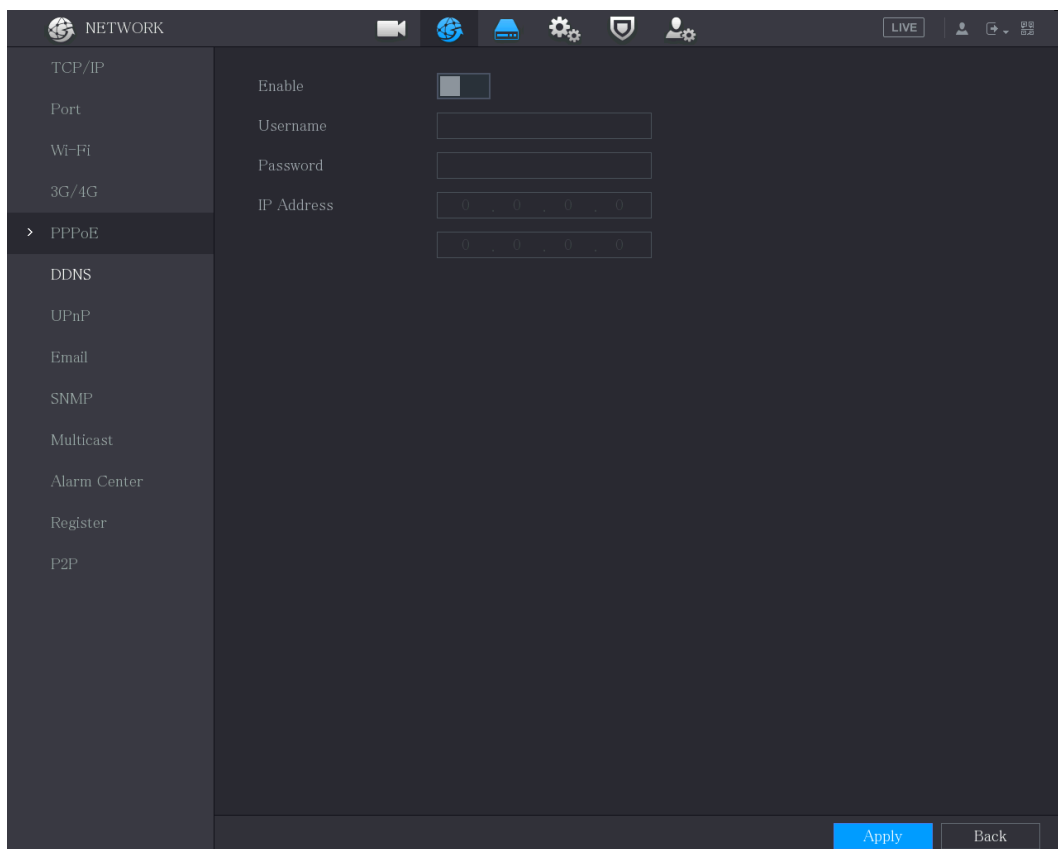 NETWORK
LIVE
TCP/IP
Port
Wi-Fi
3G/4G
PPPoE
DDNS
UPnP
Email
SNMP
Multicast
Alarm Center
Register
P2P
Enable
Username
Password
IP Address
0 . 0 . 0 . 0
0 . 0 . 0 . 0
Apply
Back